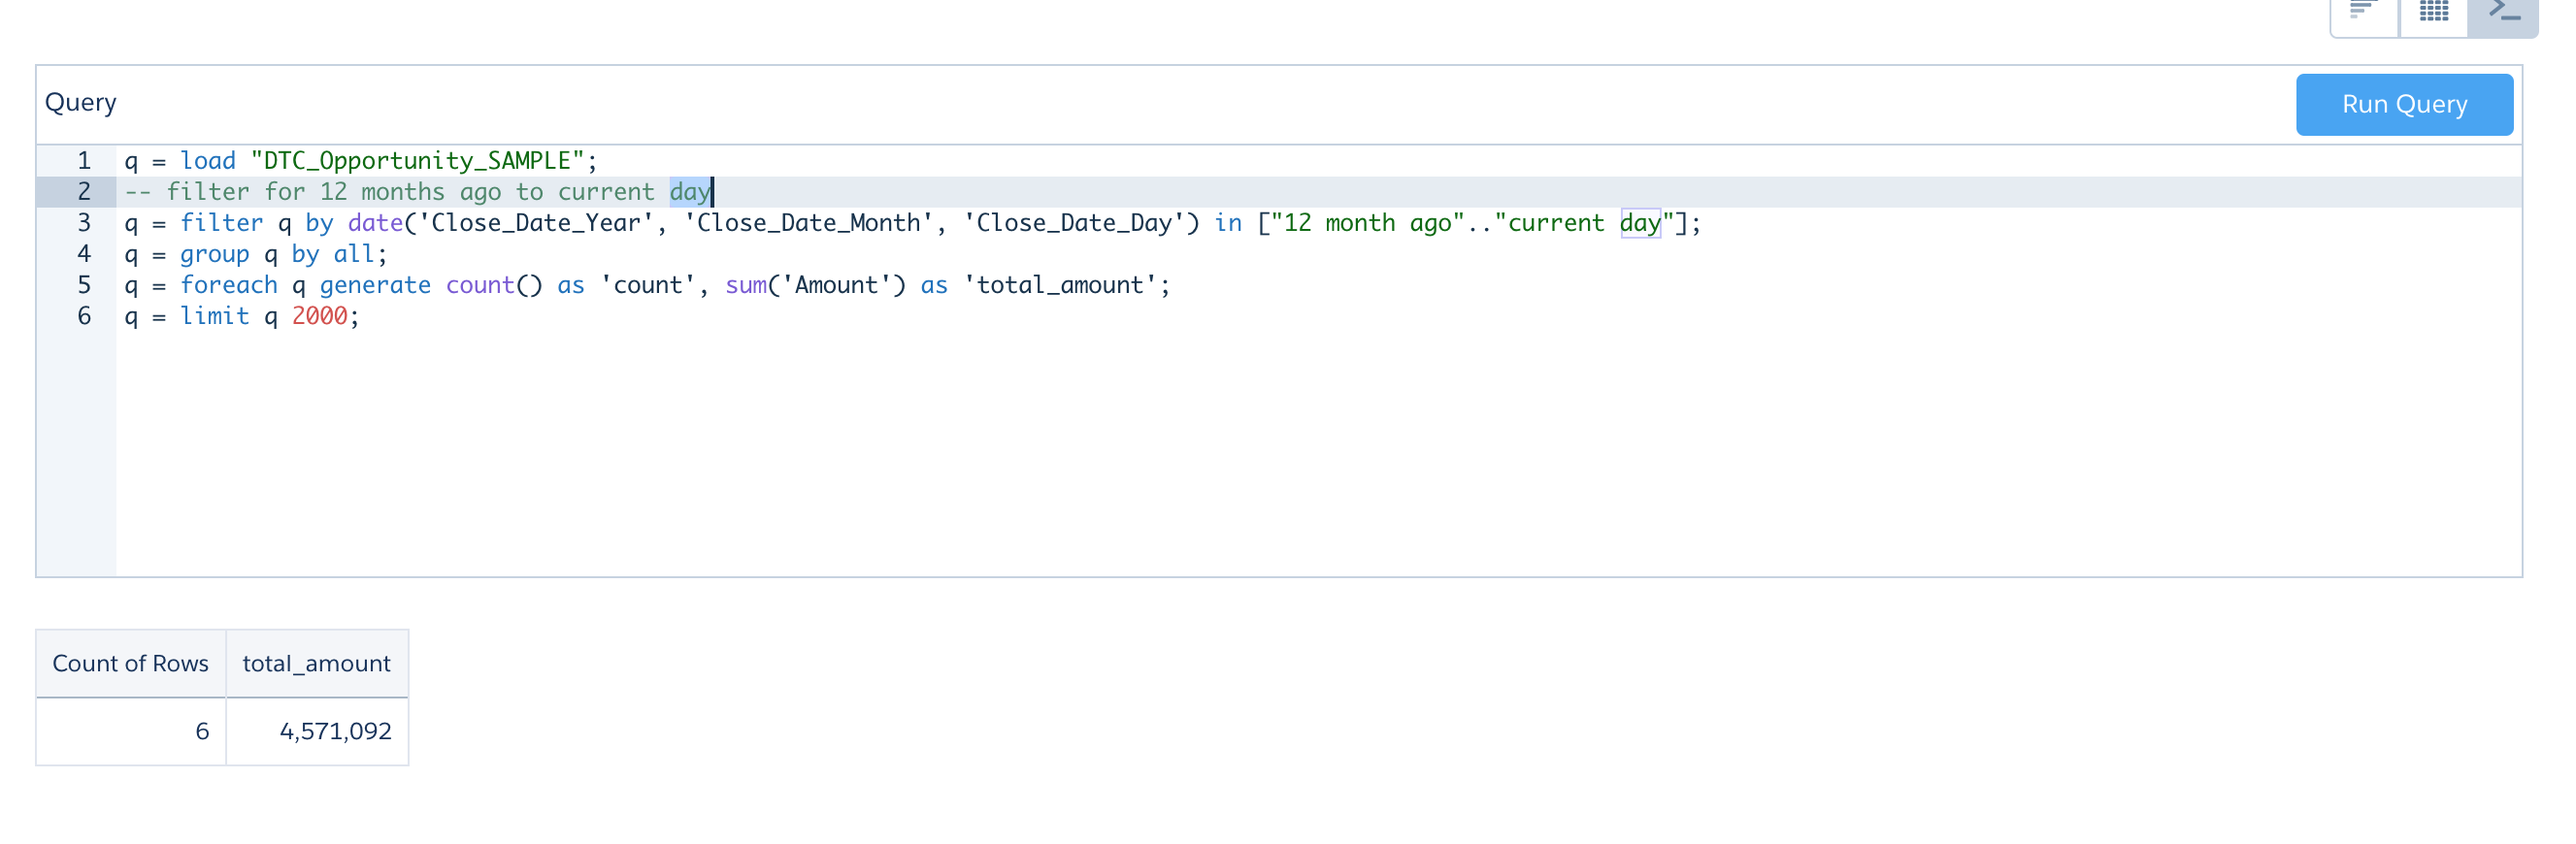 Query
Run Query
1 q = load "DTC_Opportunity_SAMPLE";
2 -- filter for 12 months ago to current day
3 q = filter q by date('Close_Date_Year', 'Close_Date_Month', 'Close_Date_Day') in ["12 month ago".."current day"];
4 q = group q by all;
5 q = foreach q generate count() as 'count', sum('Amount') as 'total_amount';
6 q = limit q 2000;
Count of Rows total_amount
6 4,571,092